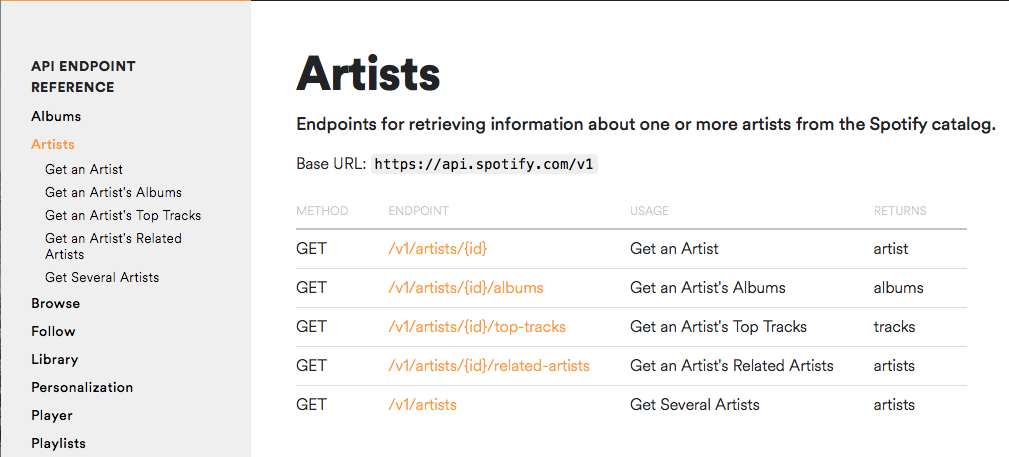 API ENDPOINT
REFERENCE
Albums
Artists
Get an Artist
Get an Artist's Albums
Get an Artist's Top Tracks
Get an Artist's Related
Artists
Get Several Artists
Browse
Follow
Library
Personalization
Player
Playlists
Artists
Endpoints for retrieving information about one or more artists from the Spotify catalog.
Base URL: https://api.spotify.com/v1
METHOD ENDPOINT USAGE RETURNS
GET /v1/artists/{id} Get an Artist artist
GET /v1/artists/{id}/albums Get an Artist's Albums albums
GET /v1/artists/{id}/top-tracks Get an Artist's Top Tracks tracks
GET /v1/artists/{id}/related-artists Get an Artist's Related Artists artists
GET /v1/artists Get Several Artists artists